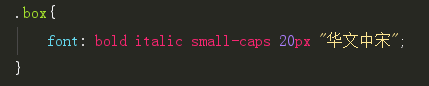 .box{
font: bold italic small-caps 20px "华文中宋";
}